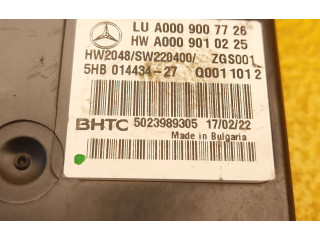 LU A000 900 77 26
HW A000 901 02 25
HW2048/SW220400/ ZGS001
5HB 014434-27 Q0011012
BHTC 5023989305 17/02/22
Made in Bulgaria